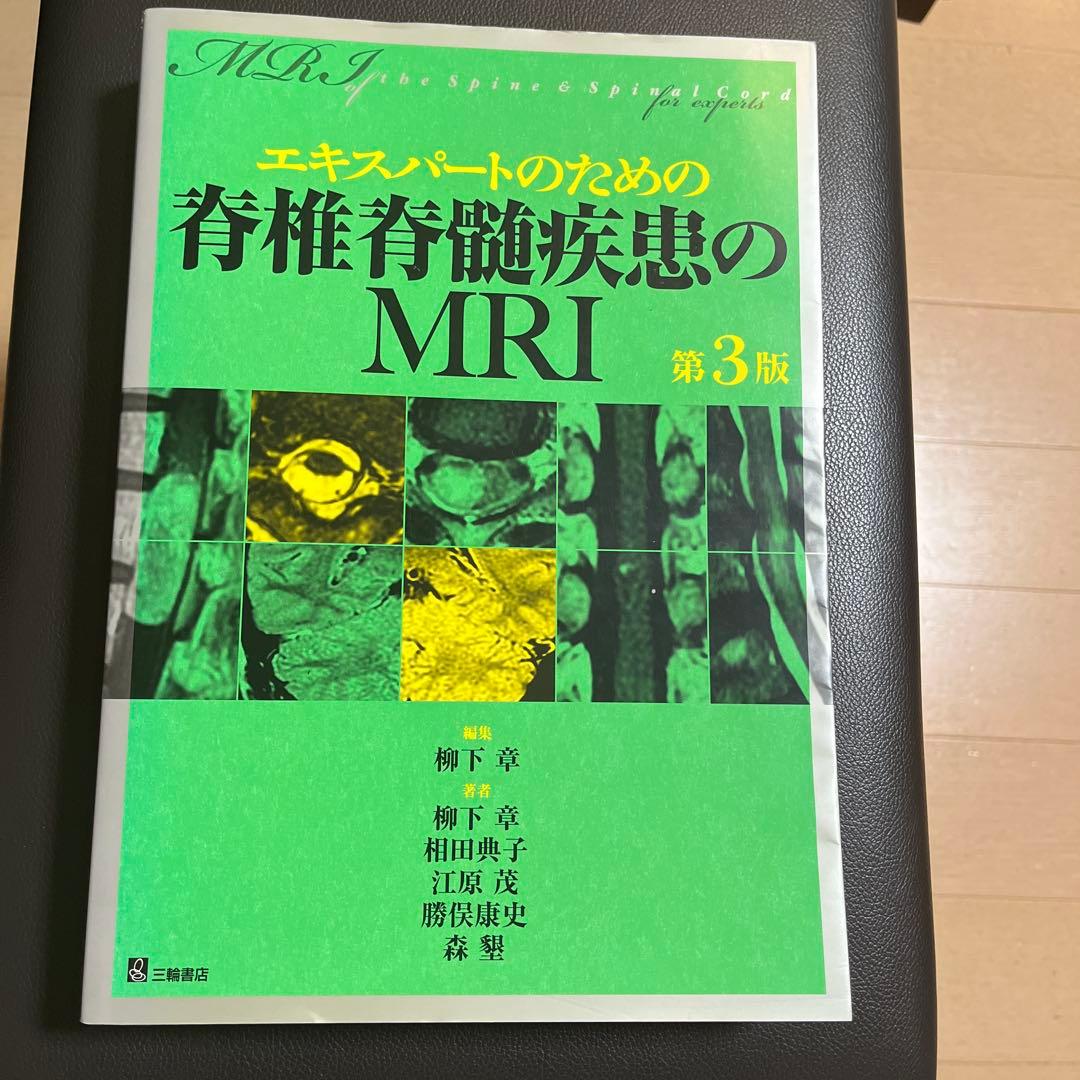 MRI of the Spine & Spinal Cord
for experts
エキスパートのための
脊椎脊髄疾患の
MRI
第3版
編集
柳下 章
著者
柳下 章
相田典子
江原 茂
勝俣康史
森 墾
三輪書店